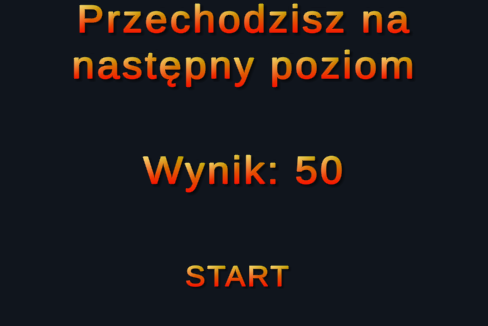 Przechodzisz na
następny poziom
Wynik: 50
START